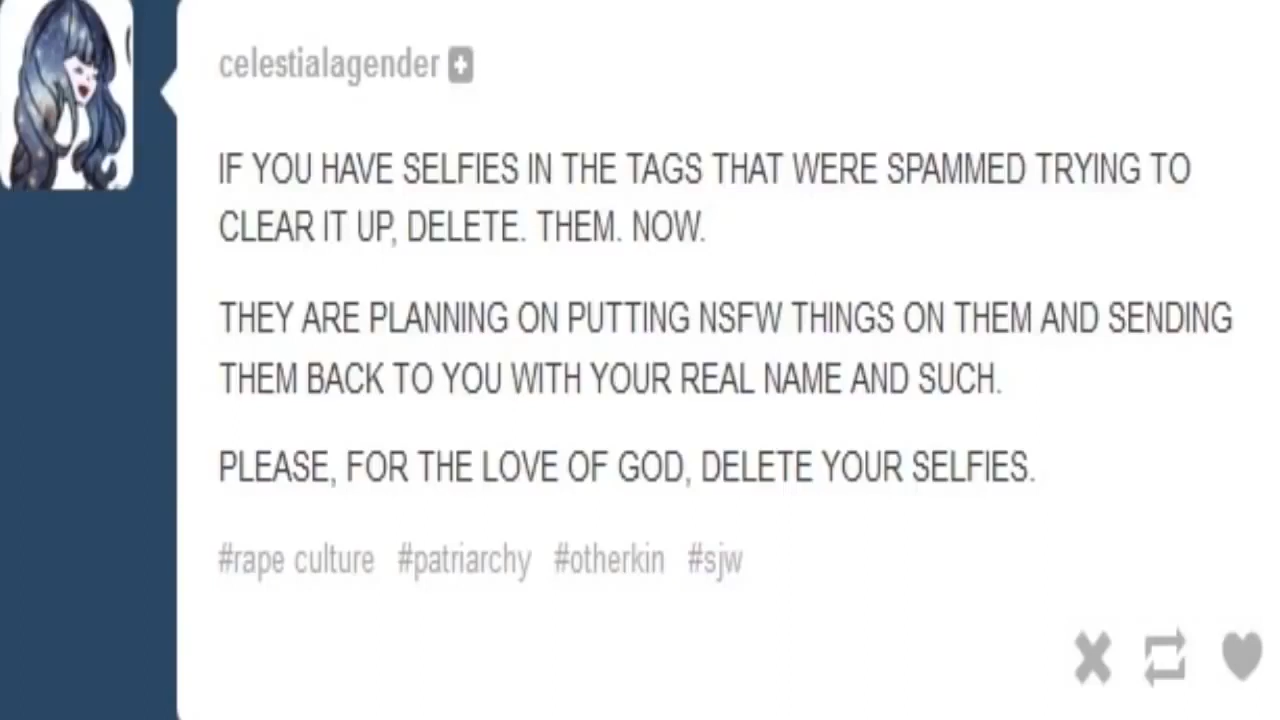 celestialagender
IF YOU HAVE SELFIES IN THE TAGS THAT WERE SPAMMED TRYING TO
CLEAR IT UP, DELETE. THEM. NOW.
THEY ARE PLANNING ON PUTTING NSFW THINGS ON THEM AND SENDING
THEM BACK TO YOU WITH YOUR REAL NAME AND SUCH.
PLEASE, FOR THE LOVE OF GOD, DELETE YOUR SELFIES.
#rape culture #patriarchy #otherkin #sjw